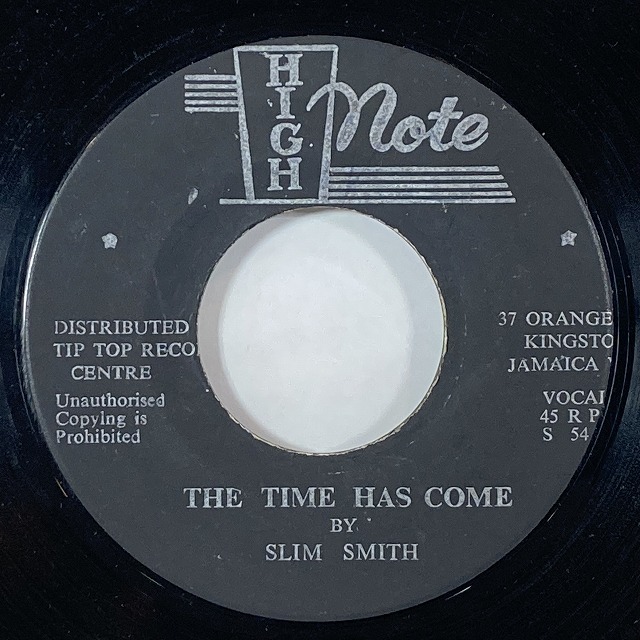 HIGH Note
DISTRIBUTED
TIP TOP RECO
CENTRE
Unauthorised
Copying is
Prohibited
37 ORANGE
KINGSTO
JAMAICA
VOCAL
45 R P
S 54
THE TIME HAS COME
BY
SLIM SMITH